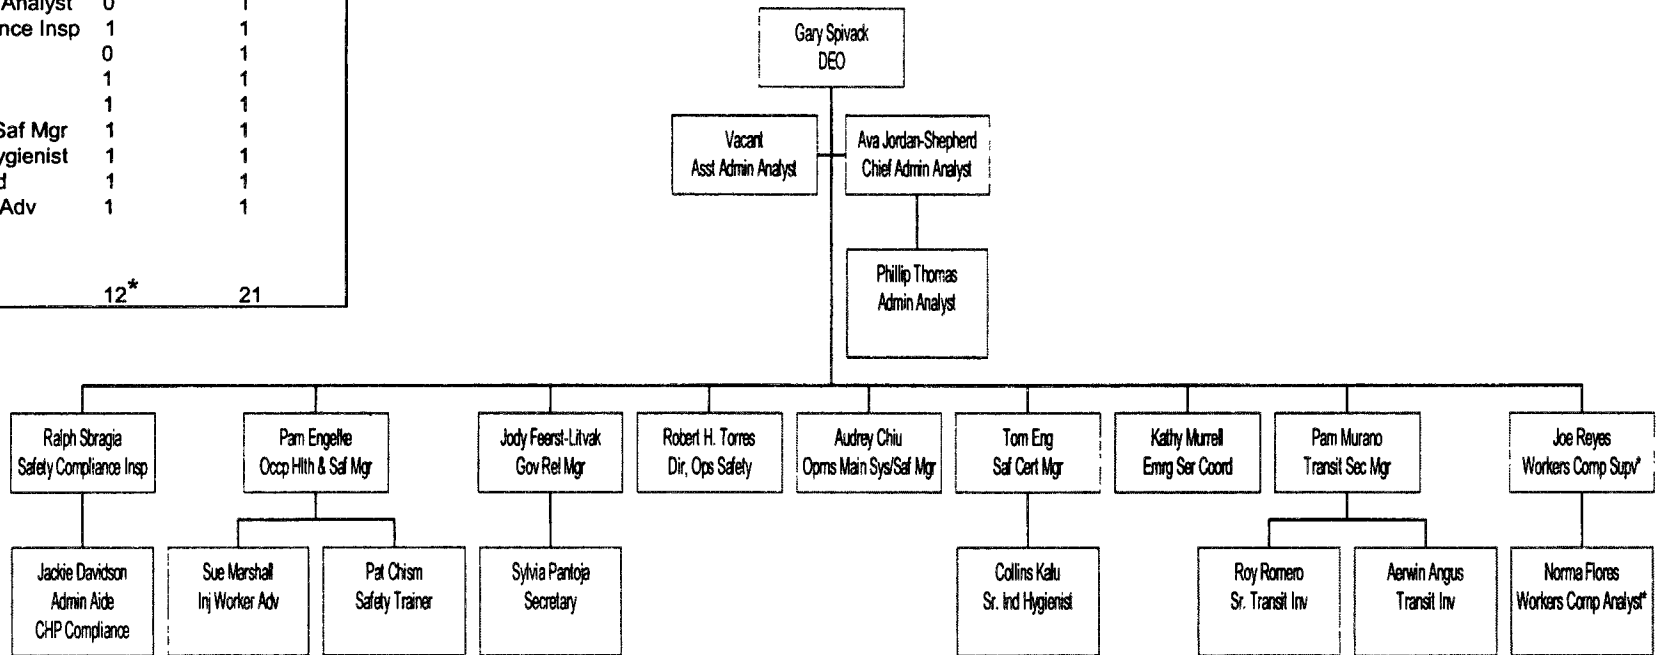 Analyst 0 1
nce Insp 1 1
0 1
1 1
1 1
Saf Mgr 1 1
ygienist 1 1
d 1 1
Adv 1 1
12* 21
Gary Spivack
DEO
Vacant
Asst Admin Analyst
Ava Jordan-Shepherd
Chief Admin Analyst
Phillip Thomas
Admin Analyst
Ralph Sbragia
Safety Compliance Insp
Pam Engelke
Occp Hlth & Saf Mgr
Jody Feerst-Litvak
Gov Rel Mgr
Robert H. Torres
Dir, Ops Safety
Audrey Chiu
Oprns Main Sys/Saf Mgr
Tom Eng
Saf Cert Mgr
Kathy Murrell
Emrg Ser Coord
Pam Murano
Transit Sec Mgr
Joe Reyes
Workers Comp Supv*
Jackie Davidson
Admin Aide
CHP Compliance
Sue Marshall
Inj Worker Adv
Pat Chism
Safety Trainer
Sylvia Pantoja
Secretary
Collins Kalu
Sr. Ind Hygienist
Roy Romero
Sr. Transit Inv
Aerwin Angus
Transit Inv
Norma Flores
Workers Comp Analyst*